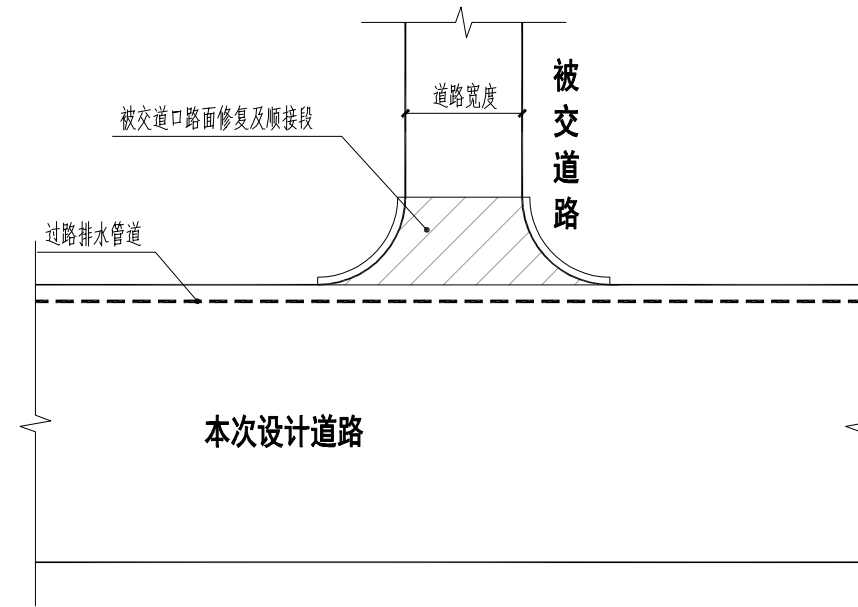 道路宽度
被交道路
被交道口路面修复及顺接段
过路排水管道
本次设计道路